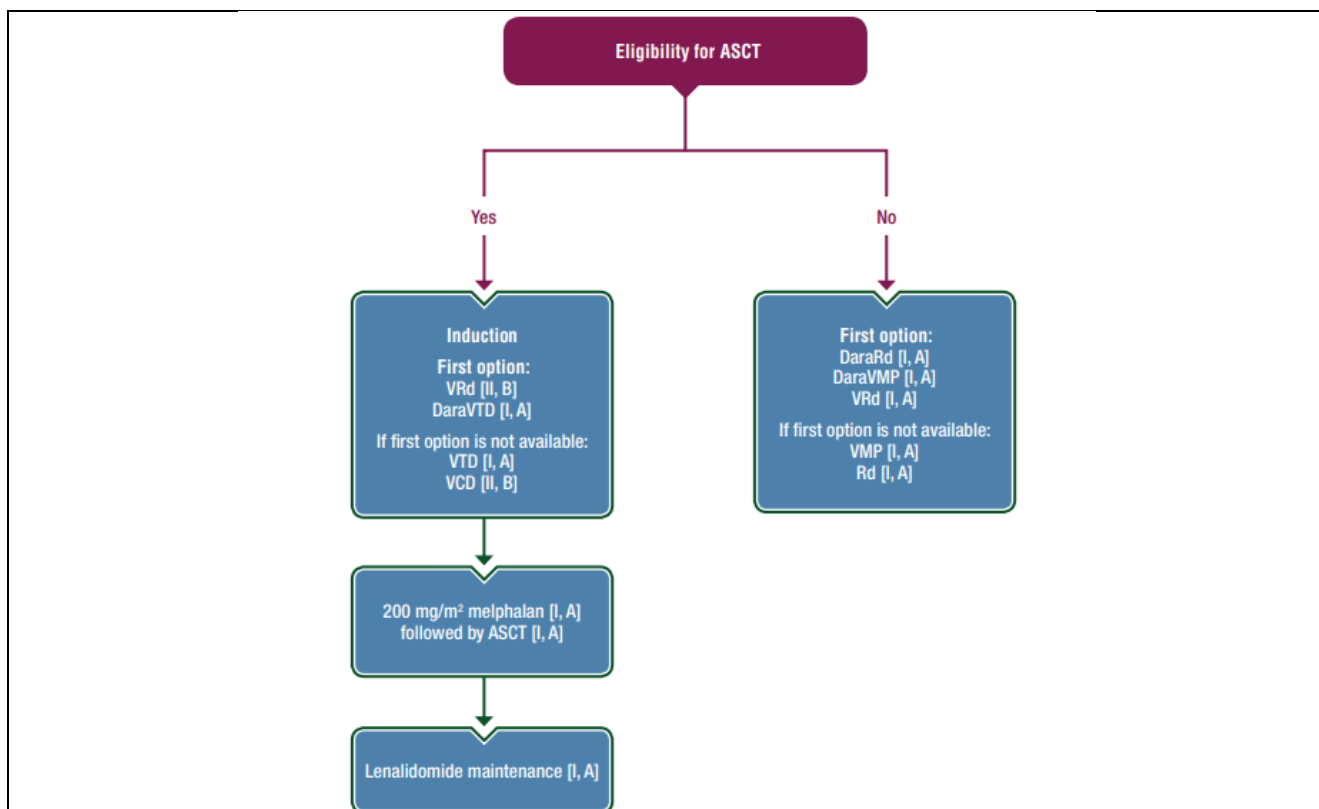 Eligibility for ASCT
Yes
No
Induction
First option:
VRd [II, B]
DaraVTD [I, A]
If first option is not available:
VTD [I, A]
VCD [II, B]
First option:
DaraRd [I, A]
DaraVMP [I, A]
VRd [I, A]
If first option is not available:
VMP [I, A]
Rd [I, A]
200 mg/m² melphalan [I, A]
followed by ASCT [I, A]
Lenalidomide maintenance [I, A]